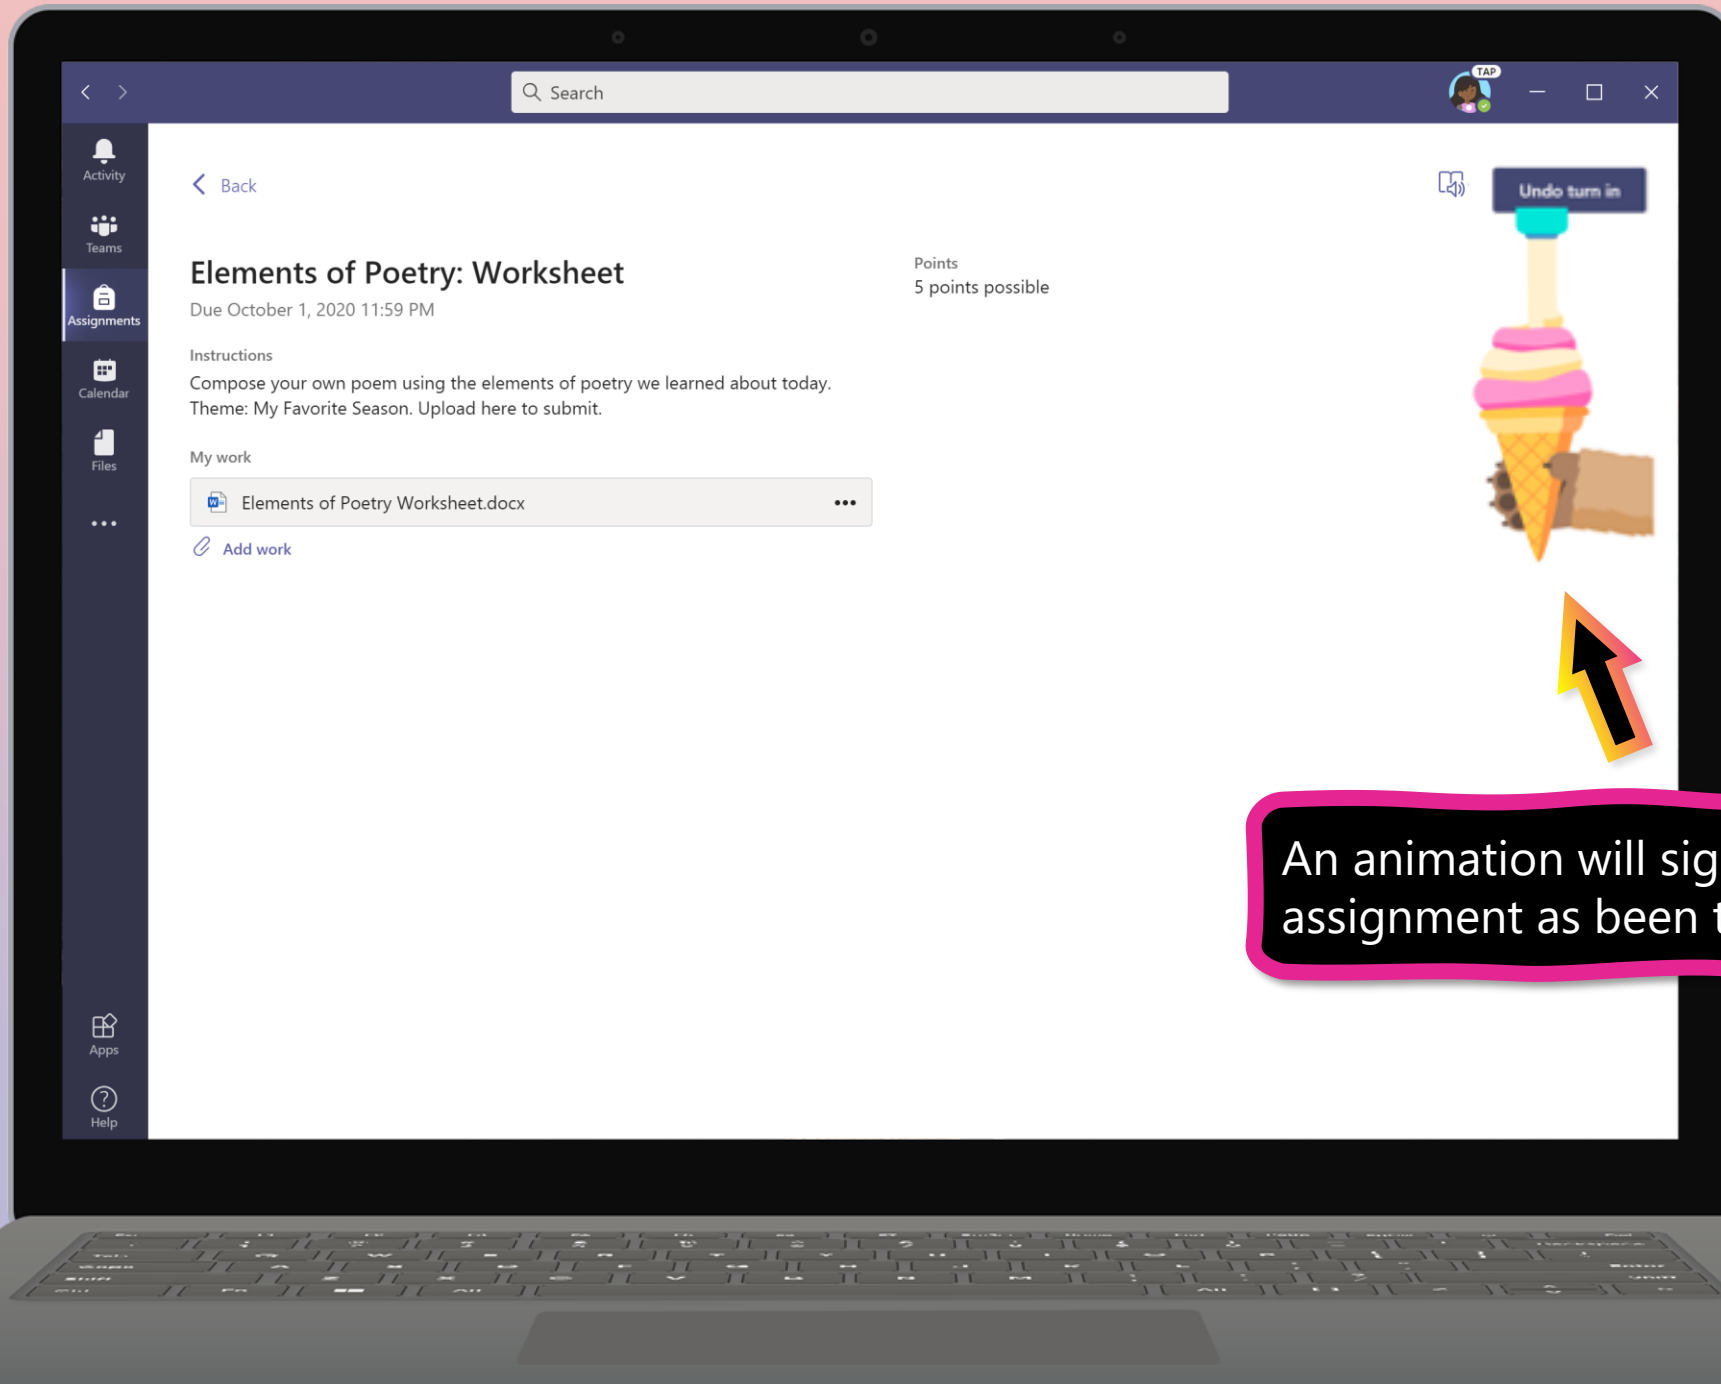 Search
TAP
Activity
Teams
Assignments
Calendar
Files
Apps
Help
Back
Undo turn in
Elements of Poetry: Worksheet
Due October 1, 2020 11:59 PM
Points
5 points possible
Instructions
Compose your own poem using the elements of poetry we learned about today.
Theme: My Favorite Season. Upload here to submit.
My work
Elements of Poetry Worksheet.docx
Add work
An animation will sig
assignment as been t